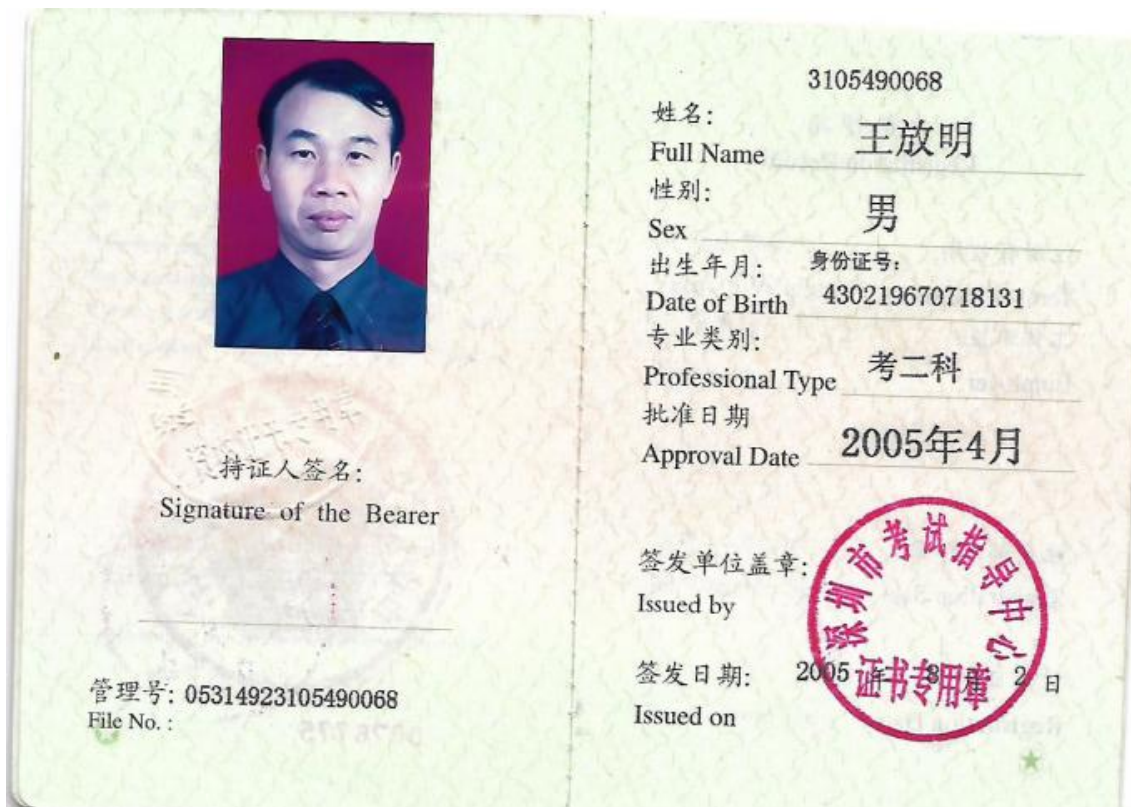 持证人签名:
Signature of the Bearer
管理号: 05314923105490068
File No. :
3105490068
姓名: 王放明
Full Name
性别: 男
Sex
出生年月: 身份证号:
Date of Birth 430219670718131
专业类别: 考二科
Professional Type
批准日期 2005年4月
Approval Date
签发单位盖章:
Issued by
深圳市考试指导中心
证书专用章
签发日期: 2005 年 8 月 2 日
Issued on